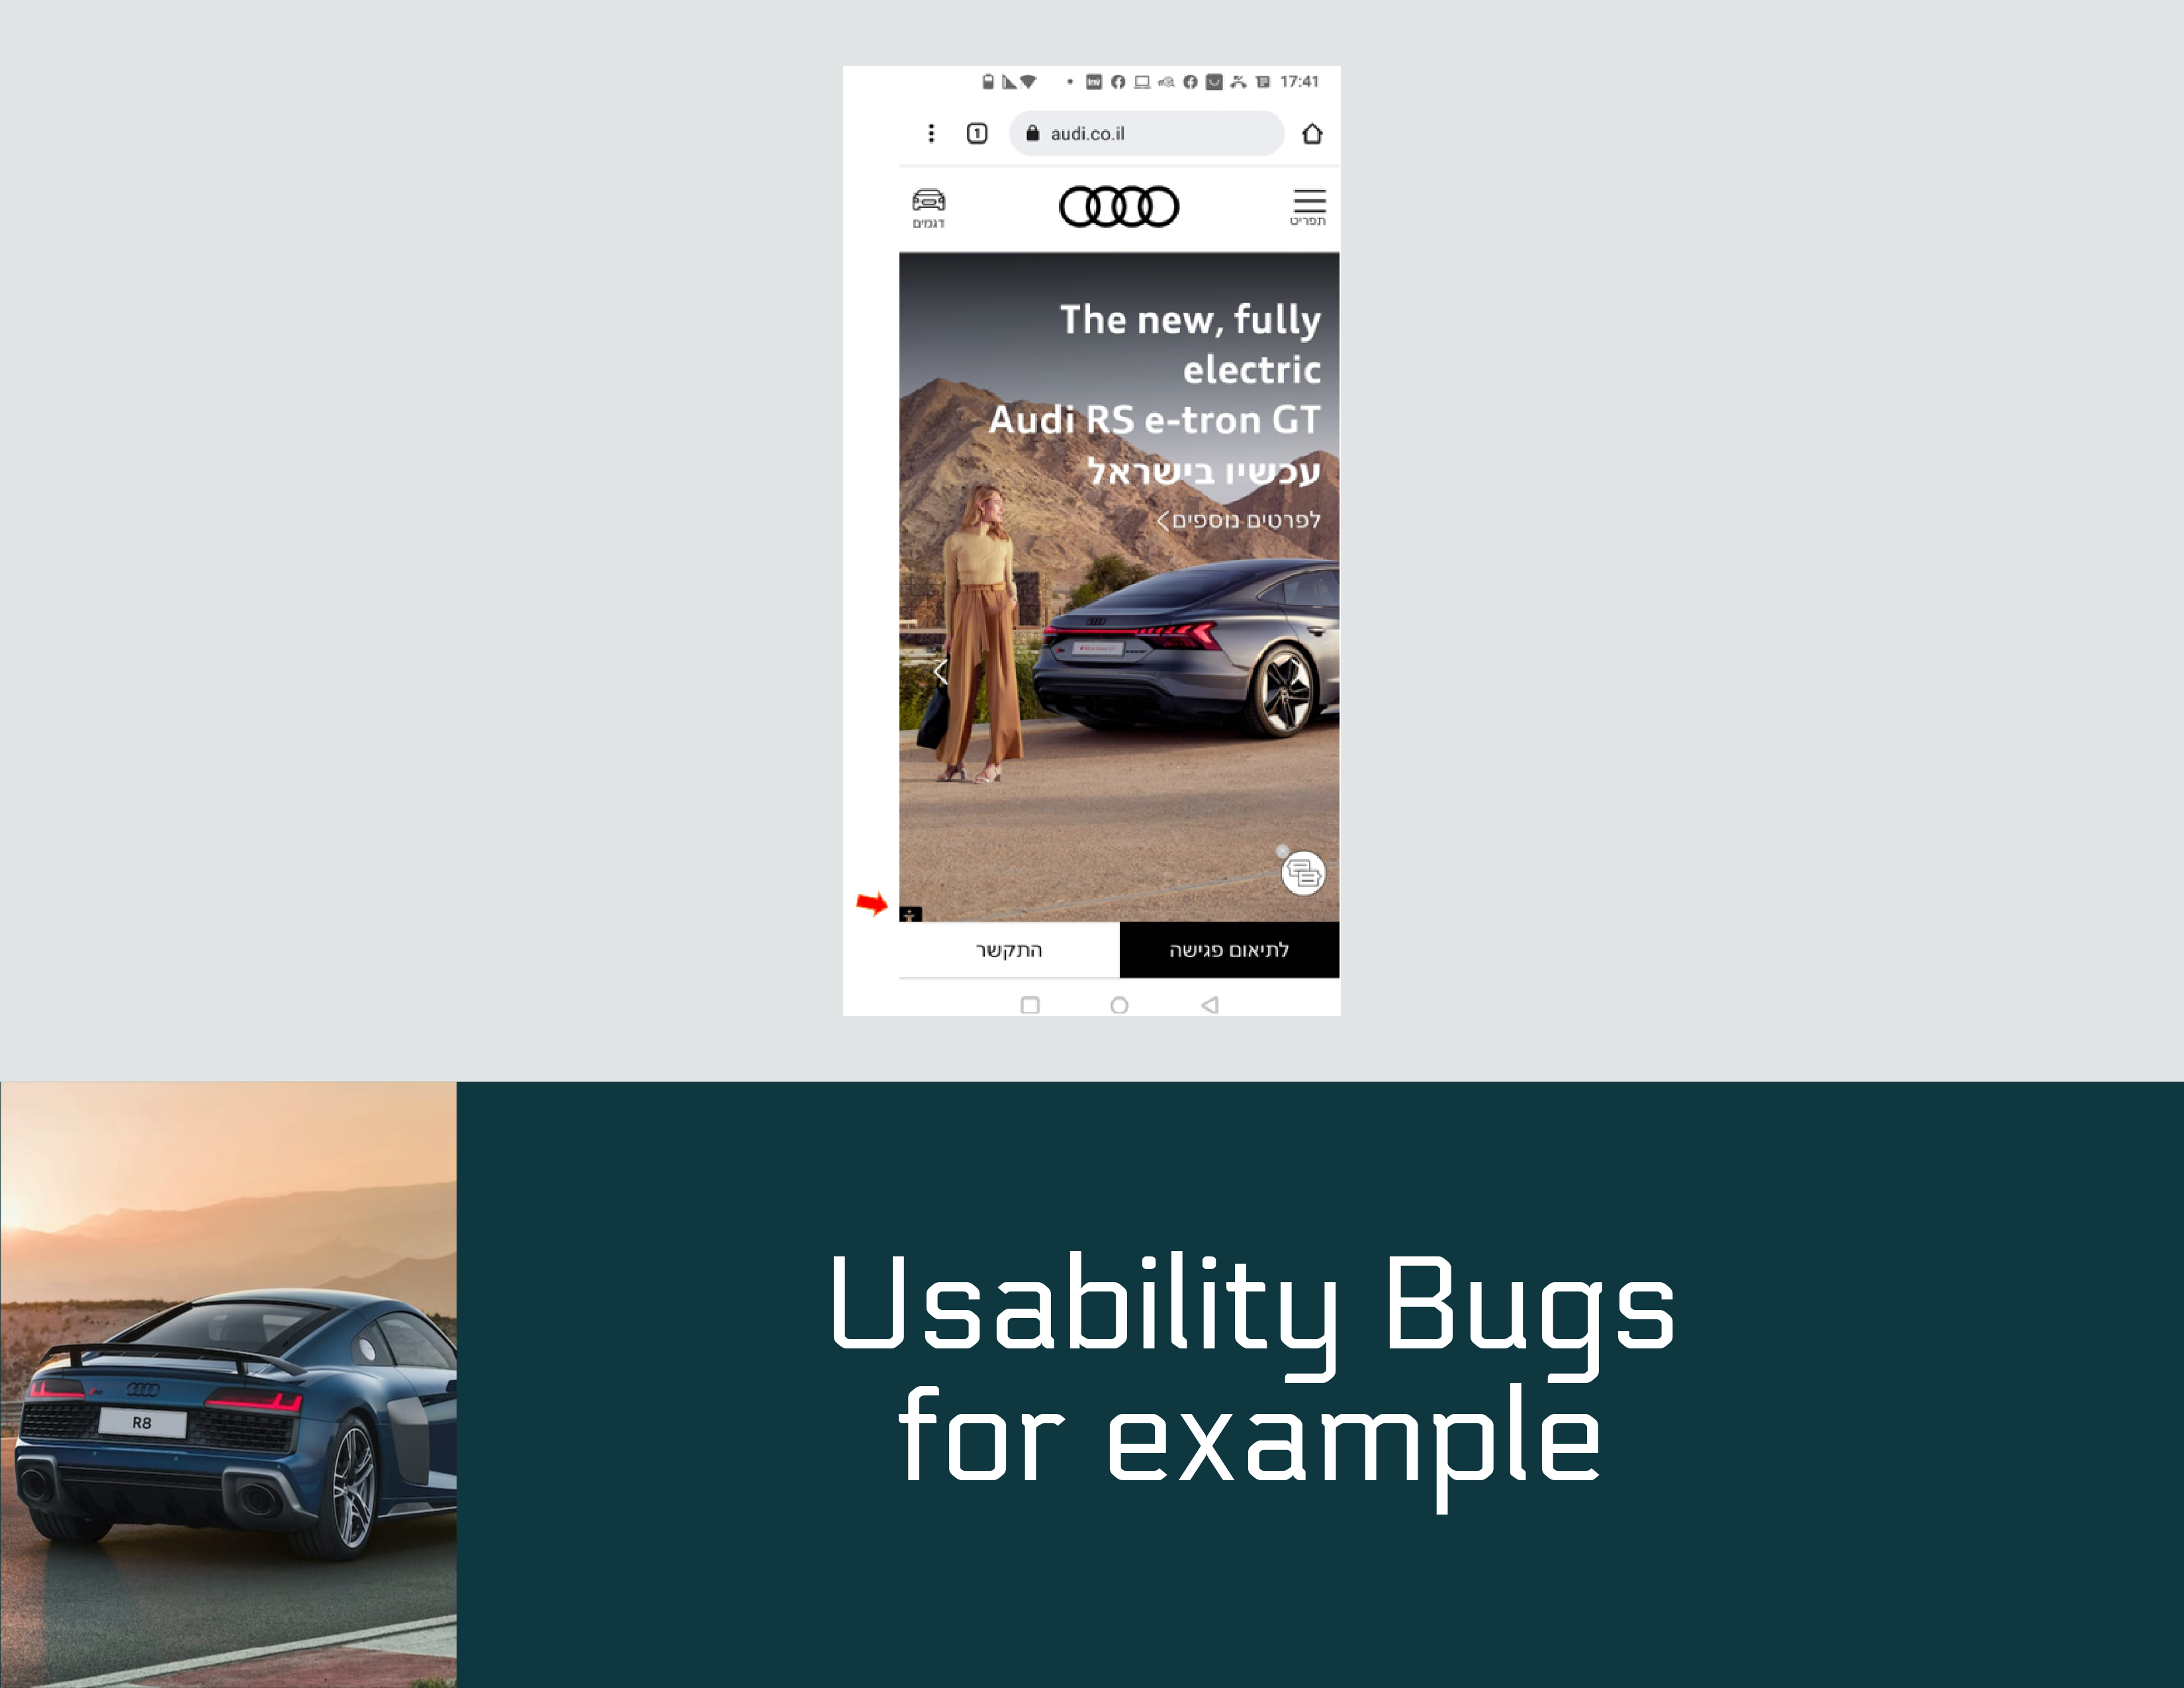 17:41
1
audi.co.il
תפריט
דגמים
The new, fully
electric
Audi RS e-tron GT
עכשיו בישראל
לפרטים נוספים>
לתיאום פגישה
התקשר
R8
Usability Bugs
for example